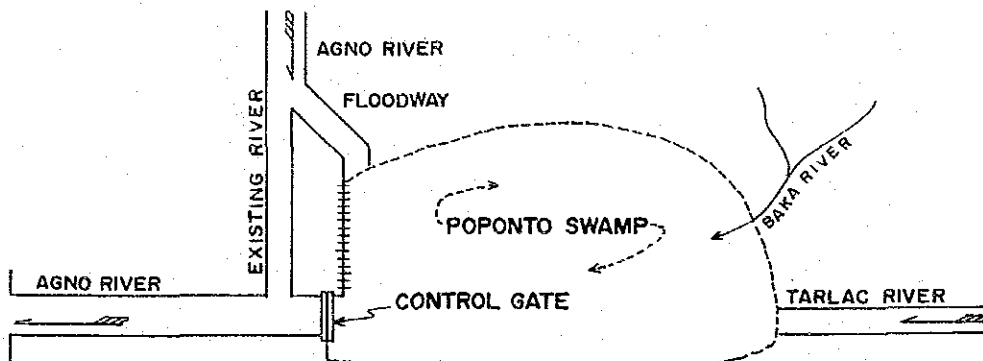 AGNO RIVER
FLOODWAY
EXISTING RIVER
BAKA RIVER
POPONTO SWAMP
AGNO RIVER
CONTROL GATE
TARLAC RIVER